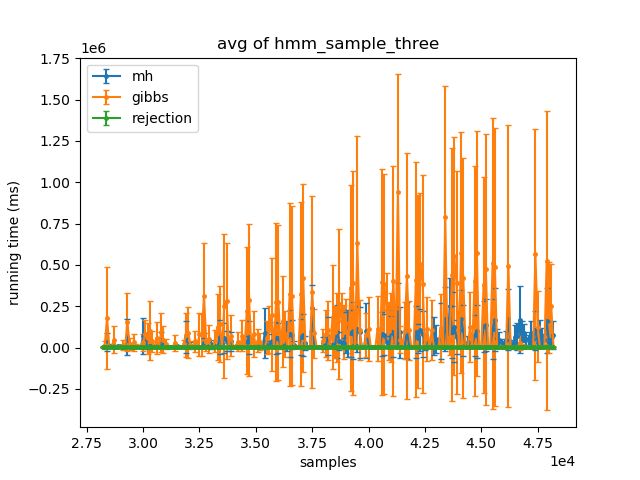 avg of hmm_sample_three
1e6
1.75
1.50
1.25
1.00
0.75
0.50
0.25
0.00
−0.25
running time (ms)
mh
gibbs
rejection
2.75 3.00 3.25 3.50 3.75 4.00 4.25 4.50 4.75
samples
1e4